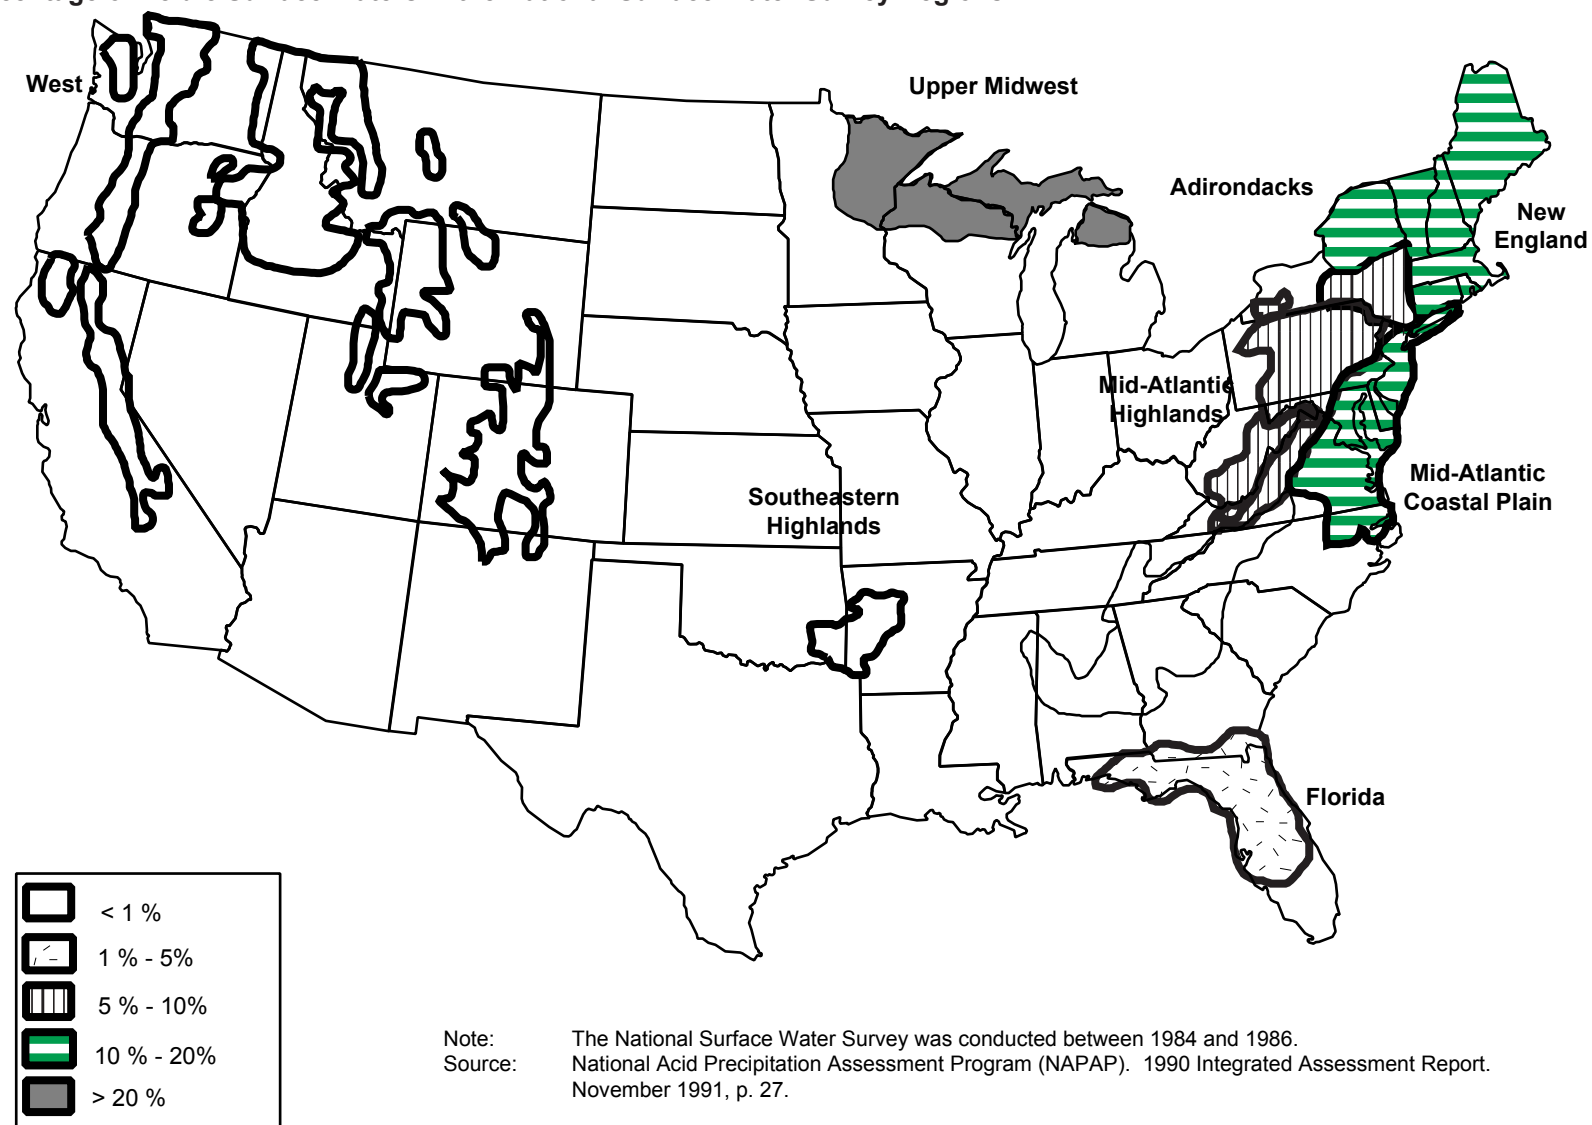 West
Upper Midwest
Adirondacks
New
England
Mid-Atlantic
Highlands
Mid-Atlantic
Coastal Plain
Southeastern
Highlands
Florida
< 1 %
1 % - 5%
5 % - 10%
10 % - 20%
> 20 %
Note: The National Surface Water Survey was conducted between 1984 and 1986.
Source: National Acid Precipitation Assessment Program (NAPAP). 1990 Integrated Assessment Report.
November 1991, p. 27.